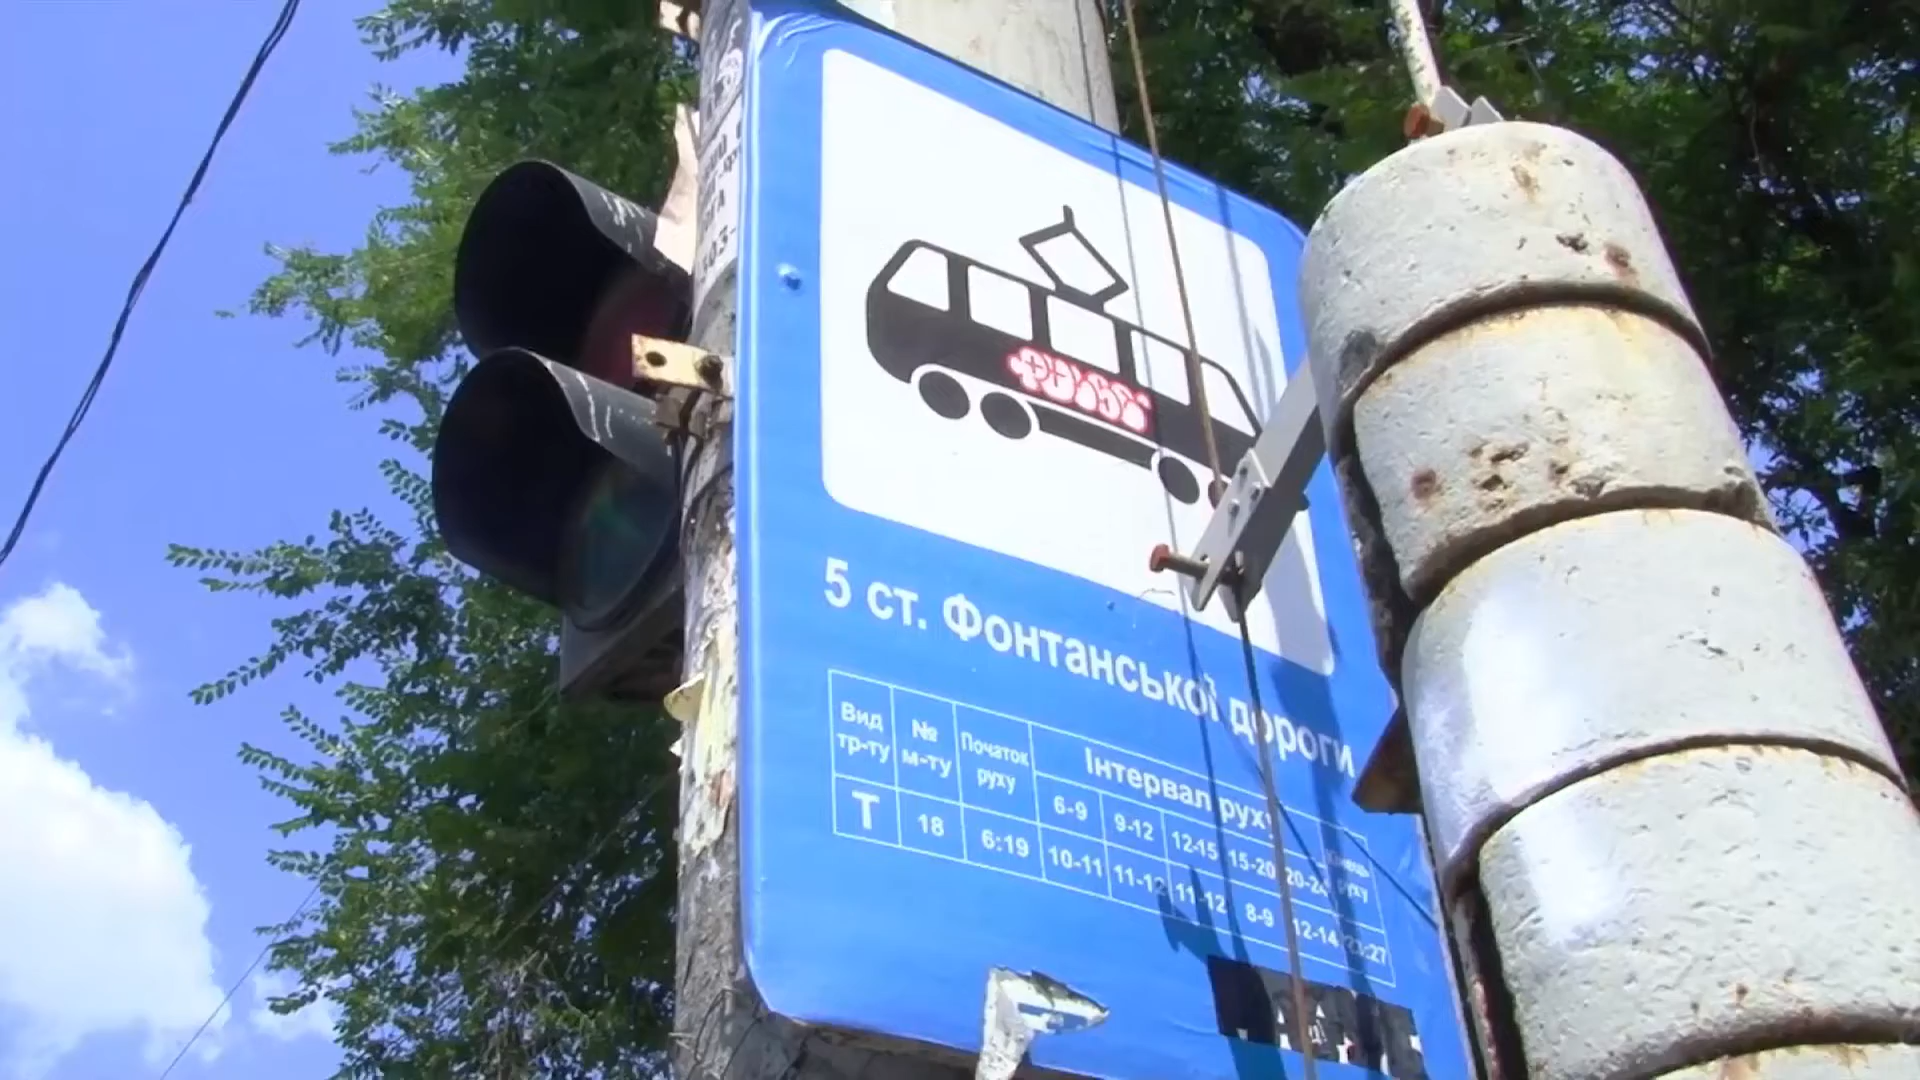 5 ст. Фонтанської дороги
Вид тр-ту
№ м-ту
Початок руху
Інтервал руху
6-9 9-12 12-15 15-20 20-24
Кінець руху
Т 18 6:19 10-11 11-12 11-12 8-9 12-14 23:27